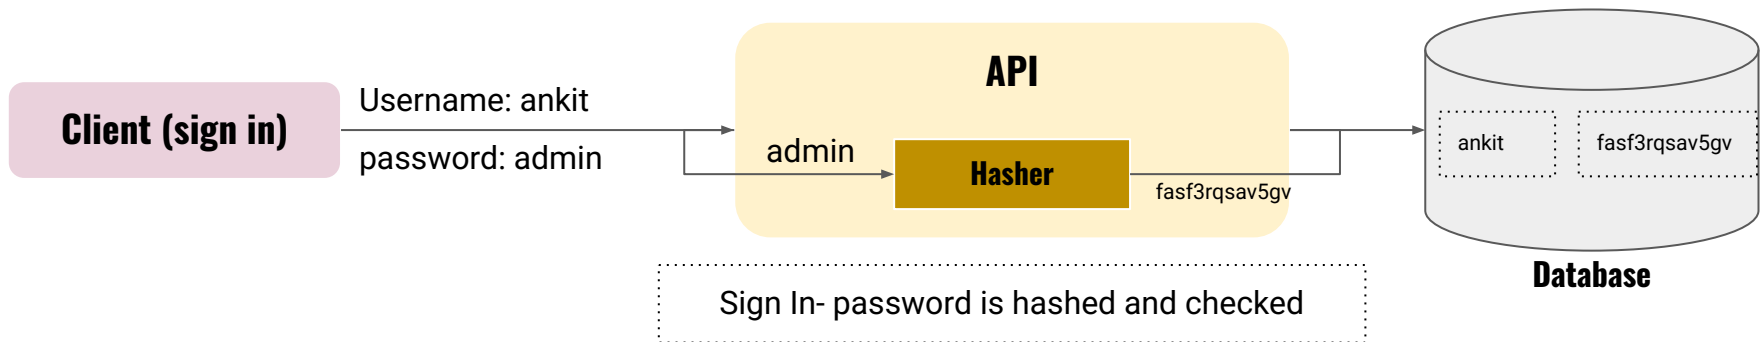 Client (sign in)
Username: ankit
password: admin
API
admin
Hasher
fasf3rqsav5gv
ankit
fasf3rqsav5gv
Database
Sign In- password is hashed and checked